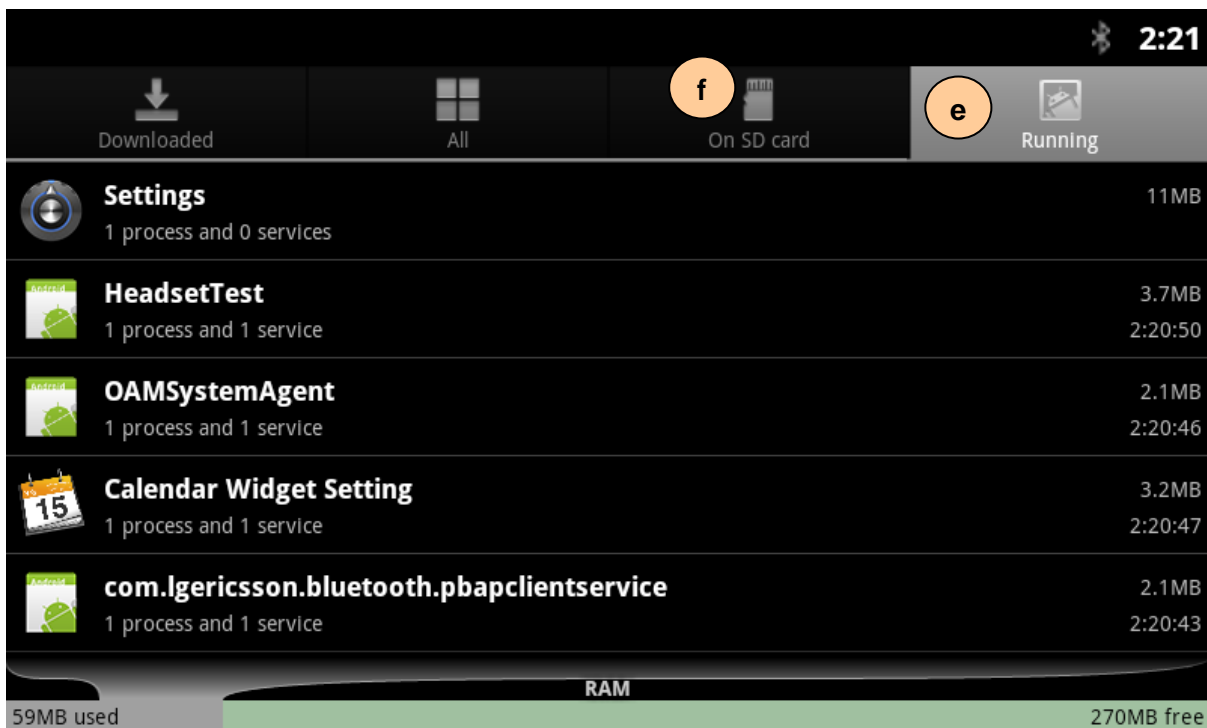 2:21
f
e
Downloaded
All
On SD card
Running
Settings
11MB
1 process and 0 services
Android
HeadsetTest
3.7MB
1 process and 1 service
2:20:50
Android
OAMSystemAgent
2.1MB
1 process and 1 service
2:20:46
Calendar Widget Setting
3.2MB
15
1 process and 1 service
2:20:47
Android
com.lgericsson.bluetooth.pbapclientservice
2.1MB
1 process and 1 service
2:20:43
RAM
59MB used
270MB free